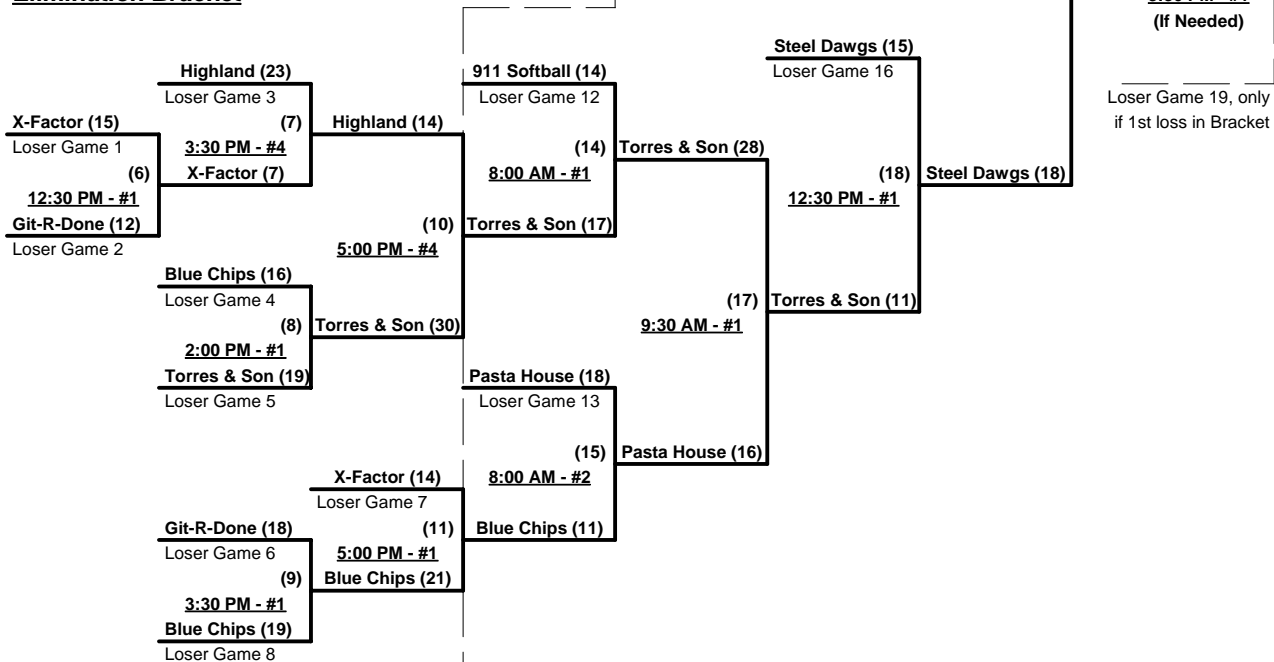 Elimination Bracket
(If Needed)
Steel Dawgs (15)
Loser Game 16
Highland (23)
Loser Game 3
911 Softball (14)
Loser Game 12
Loser Game 19, only
if 1st loss in Bracket
X-Factor (15)
Loser Game 1
(7)
3:30 PM - #4
Highland (14)
(6)
12:30 PM - #1
X-Factor (7)
(14)
8:00 AM - #1
Torres & Son (28)
(18)
12:30 PM - #1
Steel Dawgs (18)
Git-R-Done (12)
Loser Game 2
(10)
5:00 PM - #4
Torres & Son (17)
Blue Chips (16)
Loser Game 4
(8)
2:00 PM - #1
Torres & Son (30)
(17)
9:30 AM - #1
Torres & Son (11)
Torres & Son (19)
Loser Game 5
Pasta House (18)
Loser Game 13
(15)
8:00 AM - #2
Pasta House (16)
X-Factor (14)
Loser Game 7
Git-R-Done (18)
Loser Game 6
(11)
5:00 PM - #1
Blue Chips (11)
(9)
3:30 PM - #1
Blue Chips (21)
Blue Chips (19)
Loser Game 8